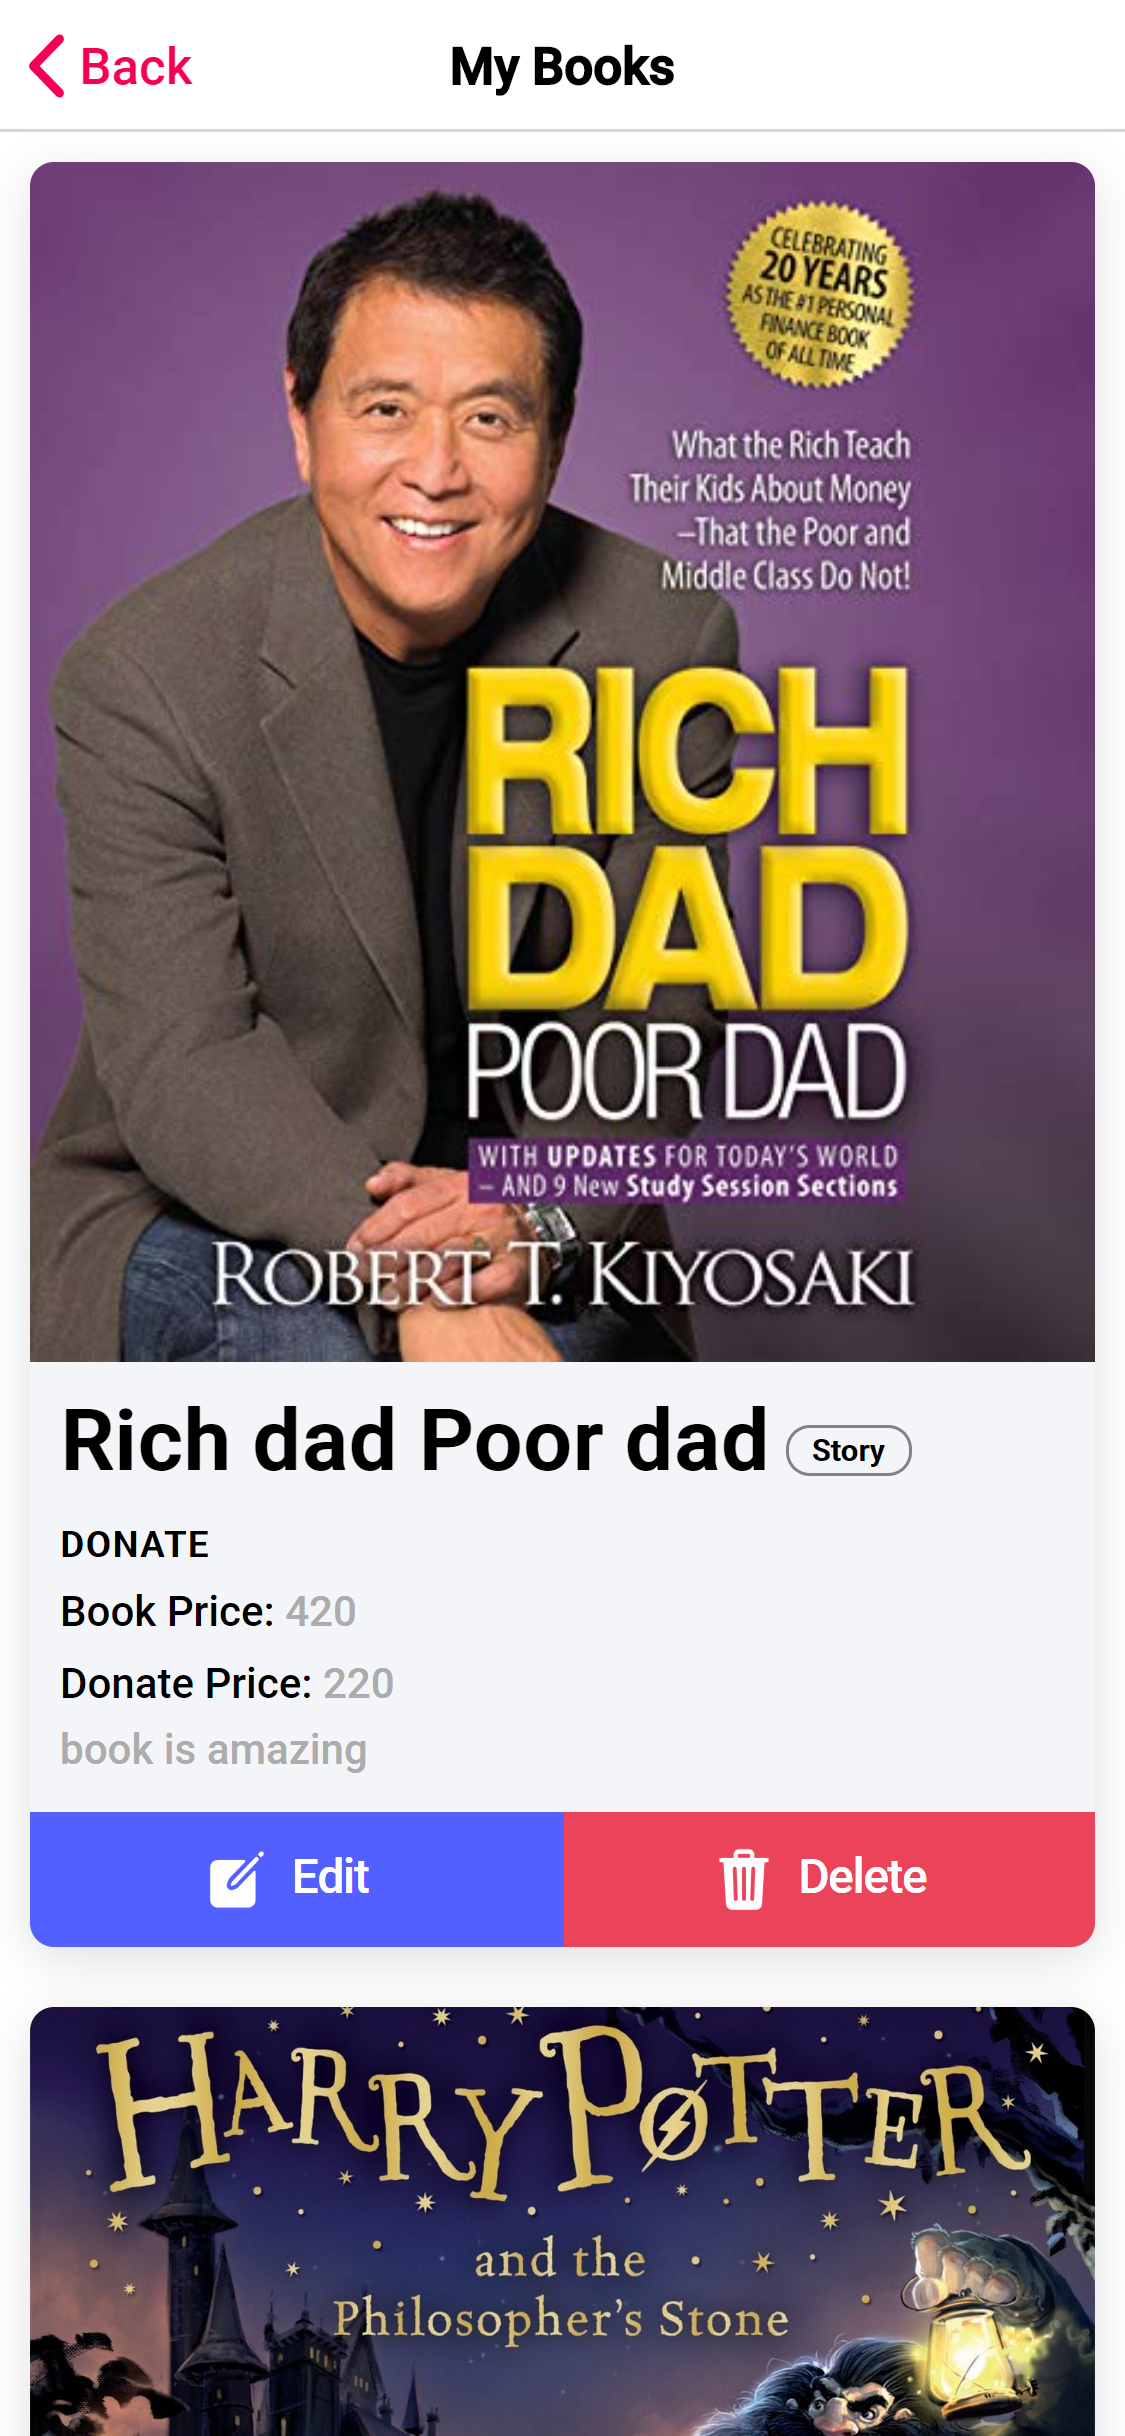 Back
My Books
CELEBRATING
20 YEARS
AS THE #1 PERSONAL
FINANCE BOOK
OF ALL TIME
What the Rich Teach
Their Kids About Money
–That the Poor and
Middle Class Do Not!
RICH
DAD
POOR DAD
WITH UPDATES FOR TODAY'S WORLD
– AND 9 New Study Session Sections
ROBERT T. KIYOSAKI
Rich dad Poor dad
Story
DONATE
Book Price: 420
Donate Price: 220
book is amazing
Edit
Delete
HARRY POTTER
and the
Philosopher's Stone